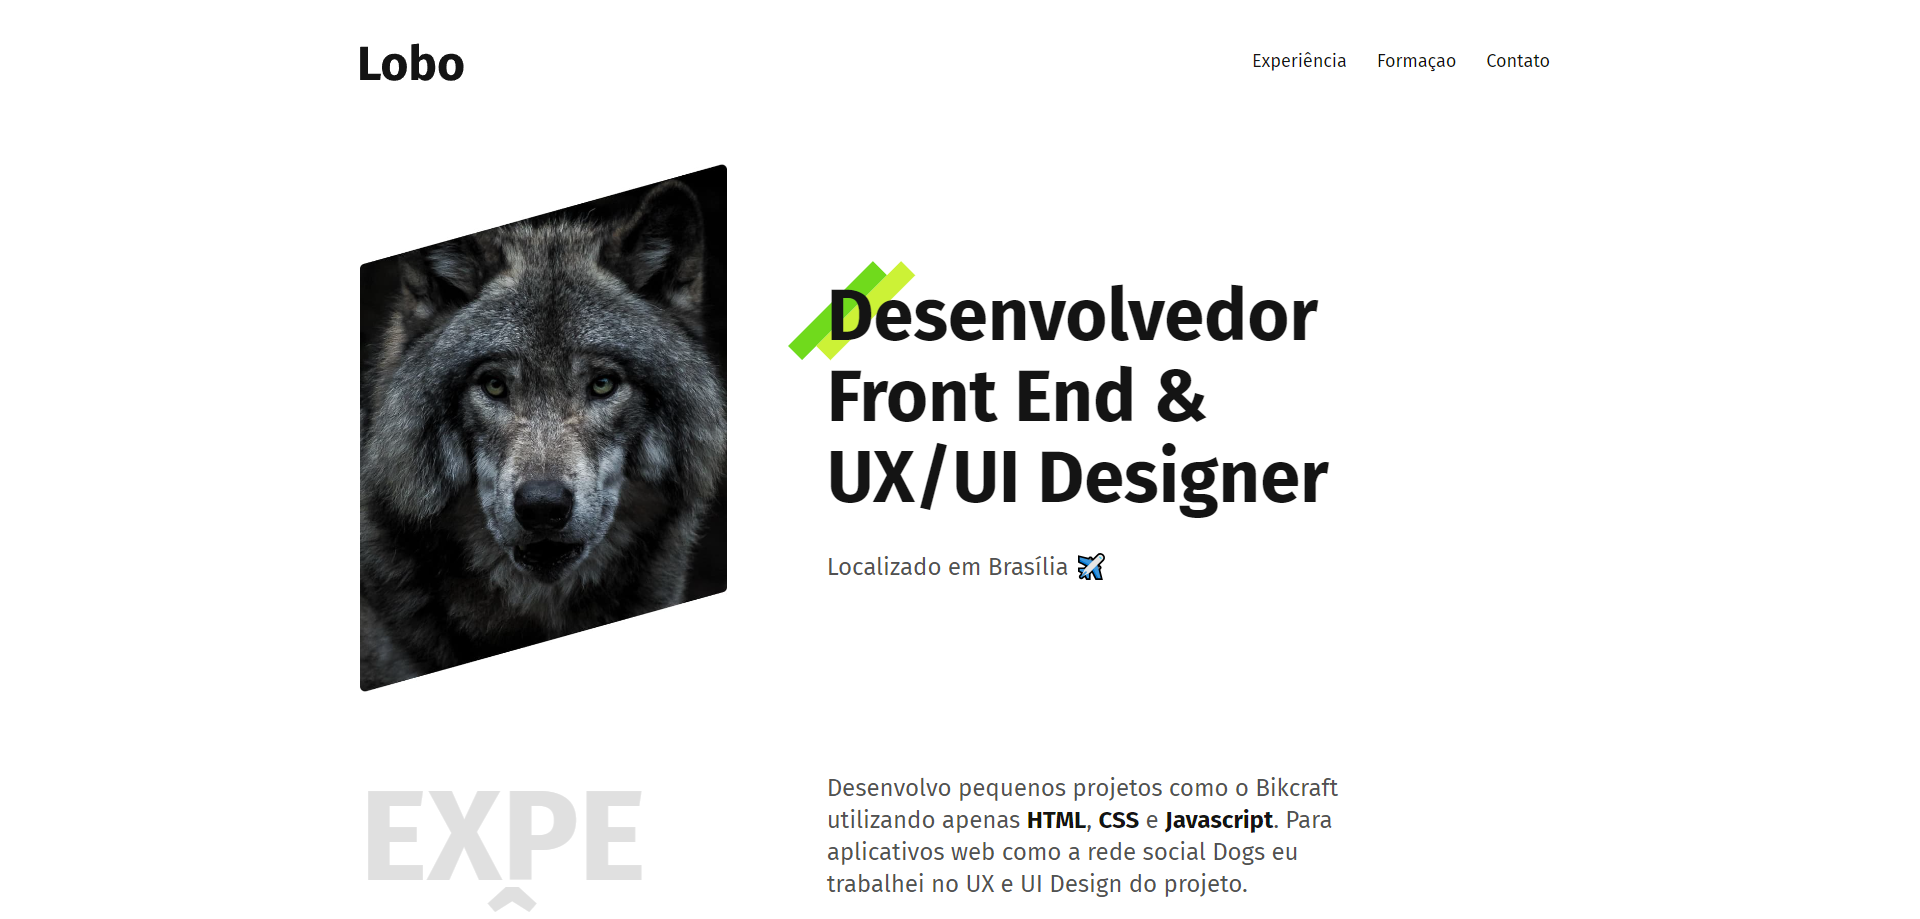 Lobo
Experiência Formaçao Contato
Desenvolvedor
Front End &
UX/UI Designer
Localizado em Brasília ✈️
EXPE
Desenvolvo pequenos projetos como o Bikcraft
utilizando apenas HTML, CSS e Javascript. Para
aplicativos web como a rede social Dogs eu
trabalhei no UX e UI Design do projeto.